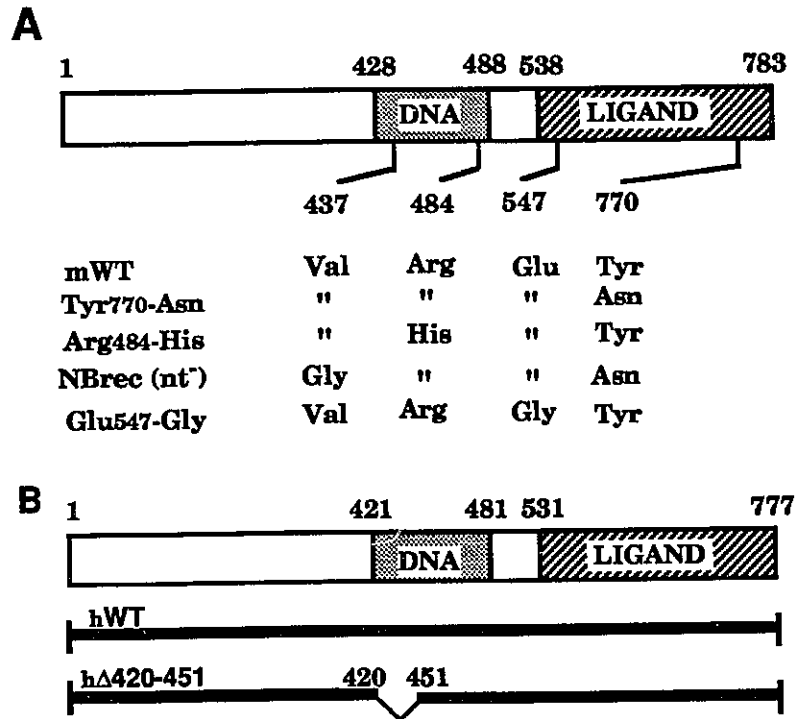 A
1 428 488 538 783
DNA LIGAND
437 484 547 770
mWT Val Arg Glu Tyr
Tyr770-Asn " " " Asn
Arg484-His " His " Tyr
NBrec (nt-) Gly " " Asn
Glu547-Gly Val Arg Gly Tyr
B
1 421 481 531 777
DNA LIGAND
hWT
hΔ420-451 420 451